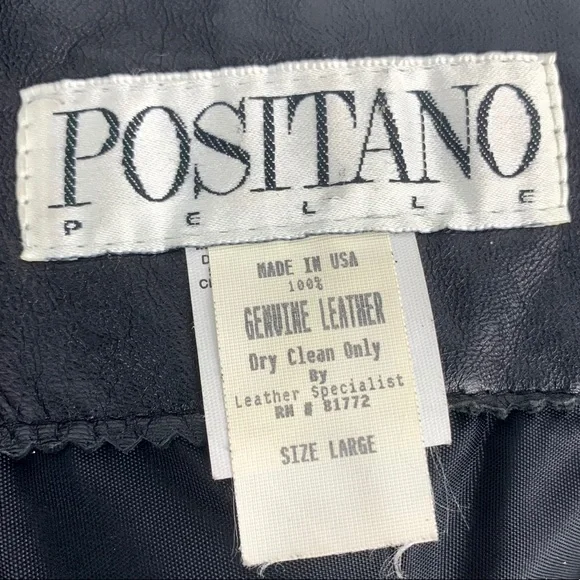 POSITANO
PELLE
MADE IN USA
100%
GENUINE LEATHER
Dry Clean Only
By
Leather Specialist
RN # 81772
SIZE LARGE